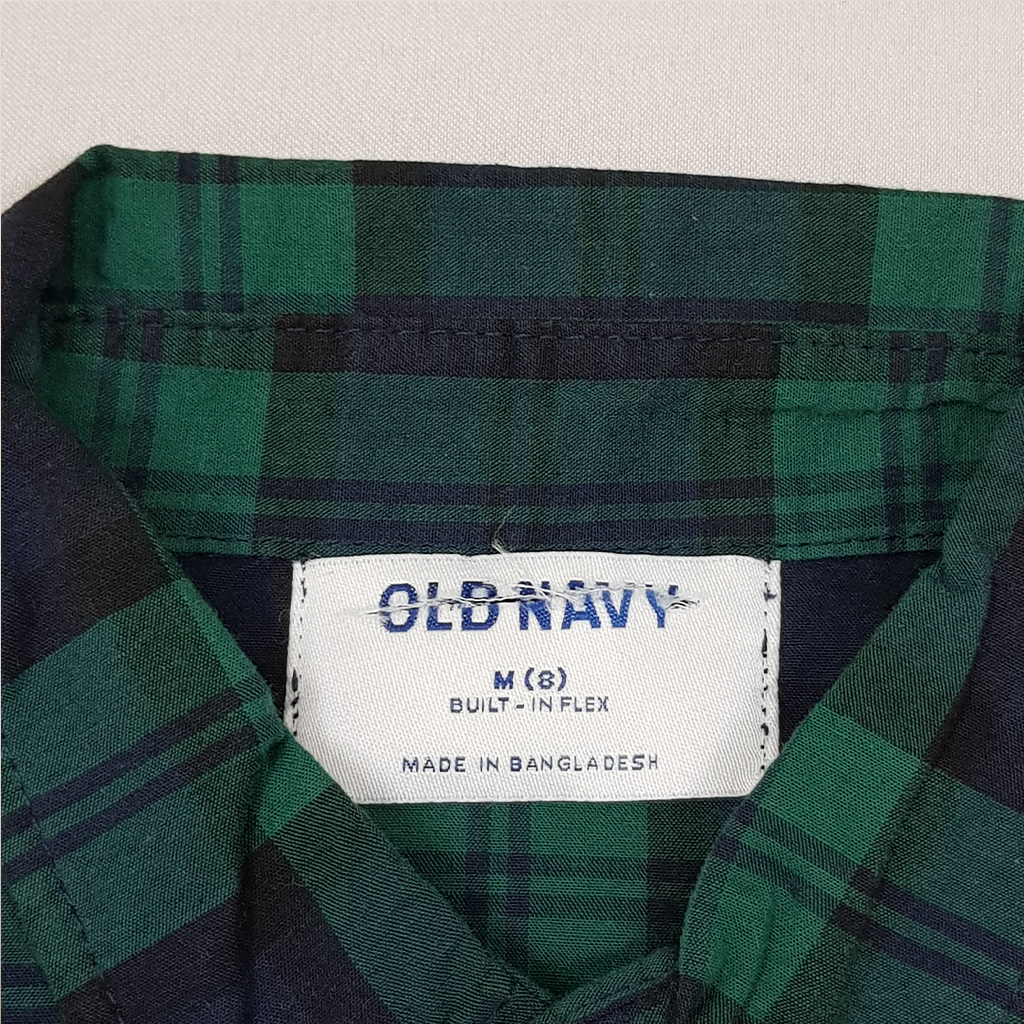 OLD NAVY
M (8)
BUILT-IN FLEX
MADE IN BANGLADESH